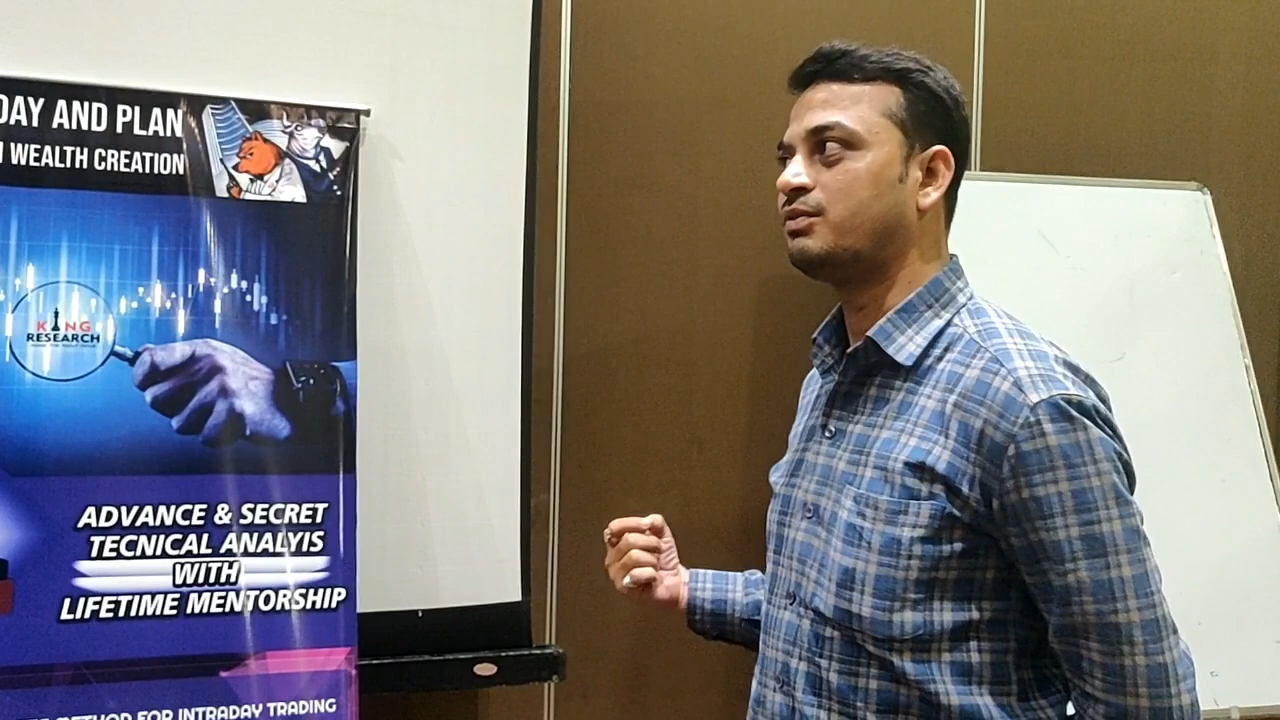 DAY AND PLAN
WEALTH CREATION
KING
RESEARCH
ADVANCE & SECRET
TECNICAL ANALYIS
WITH
LIFETIME MENTORSHIP
METHOD FOR INTRADAY TRADING